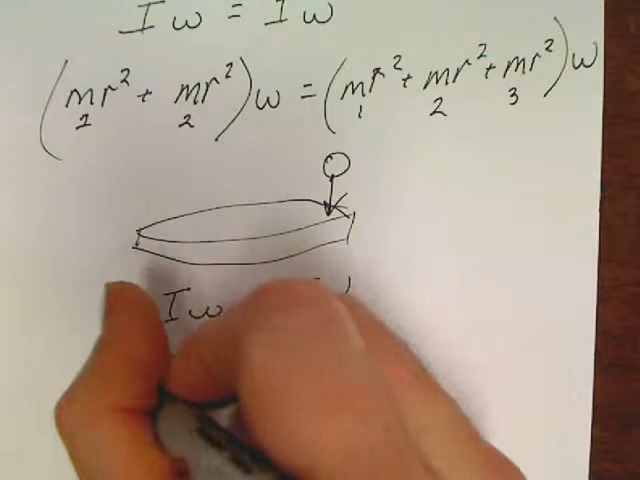 Iω = Iω
(mr² + mr²)ω = (mr² + mr² + mr²)ω
1 2 1 2 3
Iω